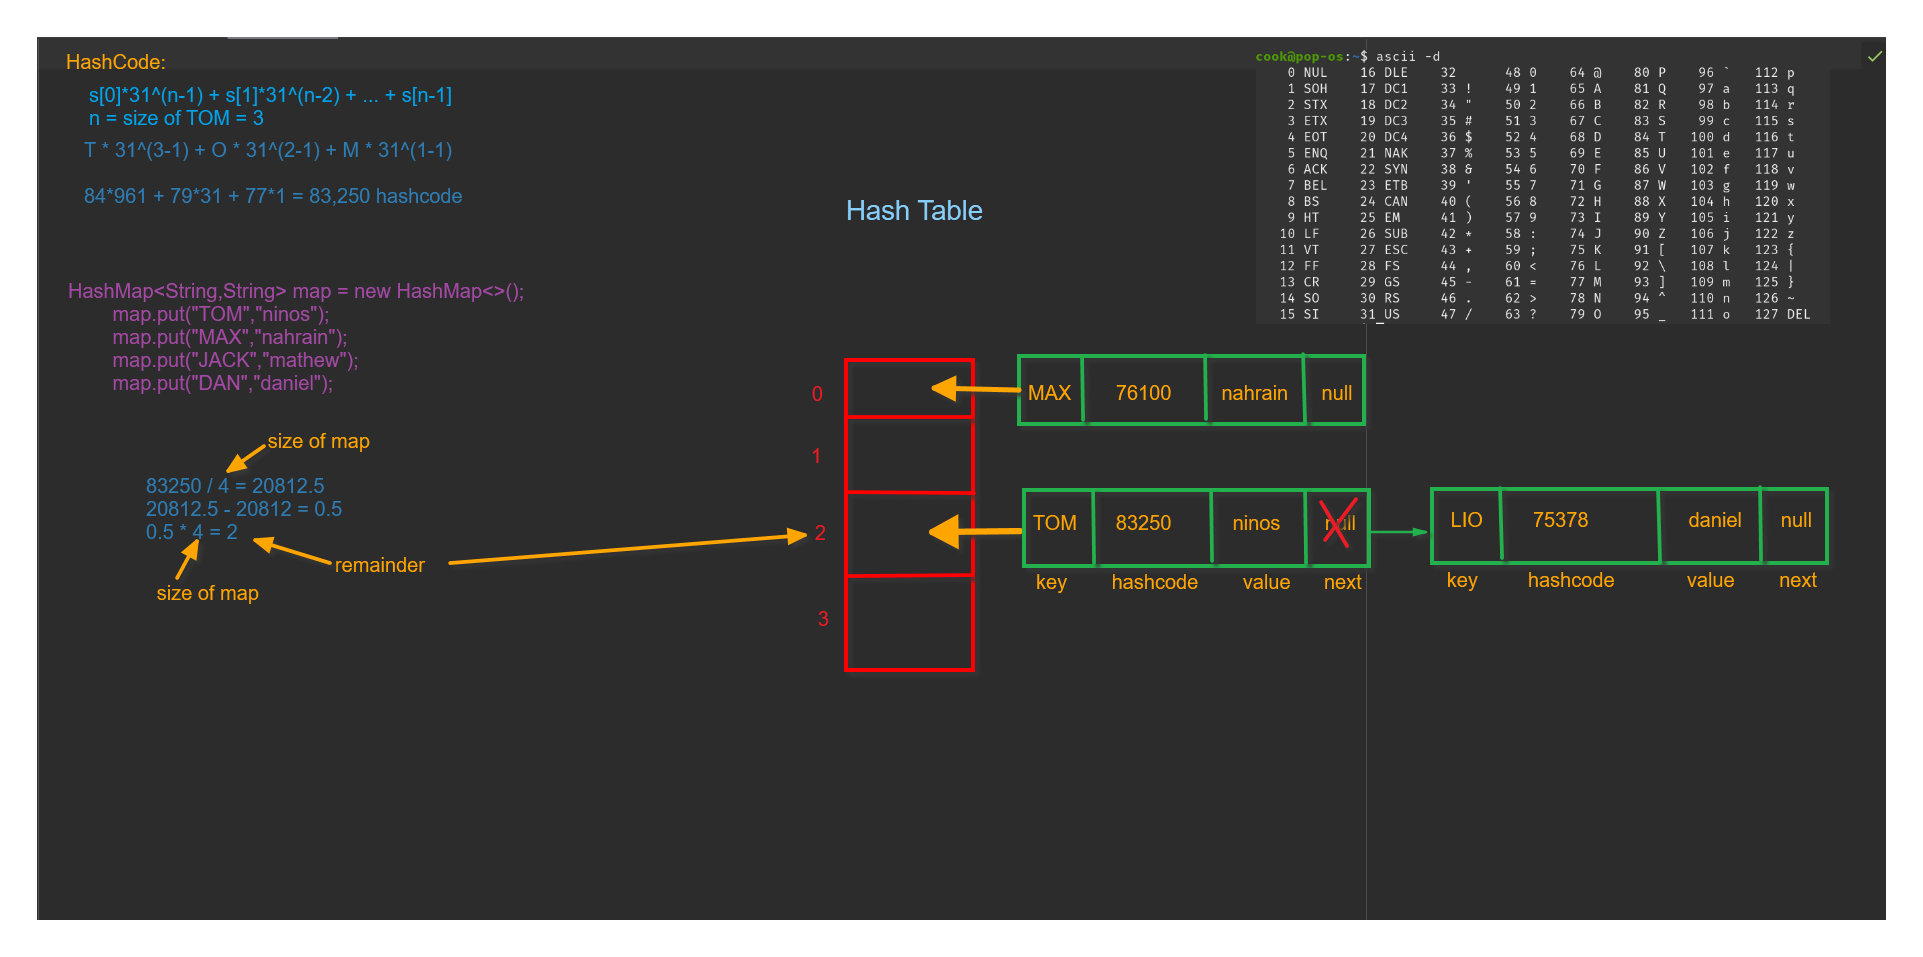 HashCode:
s[0]*31^(n-1) + s[1]*31^(n-2) + ... + s[n-1]
n = size of TOM = 3
T * 31^(3-1) + O * 31^(2-1) + M * 31^(1-1)
84*961 + 79*31 + 77*1 = 83,250 hashcode
HashMap<String,String> map = new HashMap<>();
map.put("TOM","ninos");
map.put("MAX","nahrain");
map.put("JACK","mathew");
map.put("DAN","daniel");
size of map
83250 / 4 = 20812.5
20812.5 - 20812 = 0.5
0.5 * 4 = 2
remainder
size of map
Hash Table
cook@pop-os:~$ ascii -d
0 NUL 16 DLE 32 48 0 64 @ 80 P 96 ` 112 p
1 SOH 17 DC1 33 ! 49 1 65 A 81 Q 97 a 113 q
2 STX 18 DC2 34 " 50 2 66 B 82 R 98 b 114 r
3 ETX 19 DC3 35 # 51 3 67 C 83 S 99 c 115 s
4 EOT 20 DC4 36 $ 52 4 68 D 84 T 100 d 116 t
5 ENQ 21 NAK 37 % 53 5 69 E 85 U 101 e 117 u
6 ACK 22 SYN 38 & 54 6 70 F 86 V 102 f 118 v
7 BEL 23 ETB 39 ' 55 7 71 G 87 W 103 g 119 w
8 BS 24 CAN 40 ( 56 8 72 H 88 X 104 h 120 x
9 HT 25 EM 41 ) 57 9 73 I 89 Y 105 i 121 y
10 LF 26 SUB 42 * 58 : 74 J 90 Z 106 j 122 z
11 VT 27 ESC 43 + 59 ; 75 K 91 [ 107 k 123 {
12 FF 28 FS 44 , 60 < 76 L 92 \ 108 l 124 |
13 CR 29 GS 45 - 61 = 77 M 93 ] 109 m 125 }
14 SO 30 RS 46 . 62 > 78 N 94 ^ 110 n 126 ~
15 SI 31 US 47 / 63 ? 79 O 95 _ 111 o 127 DEL
0 MAX 76100 nahrain null
1
2 TOM 83250 ninos null LIO 75378 daniel null
key hashcode value next key hashcode value next
3